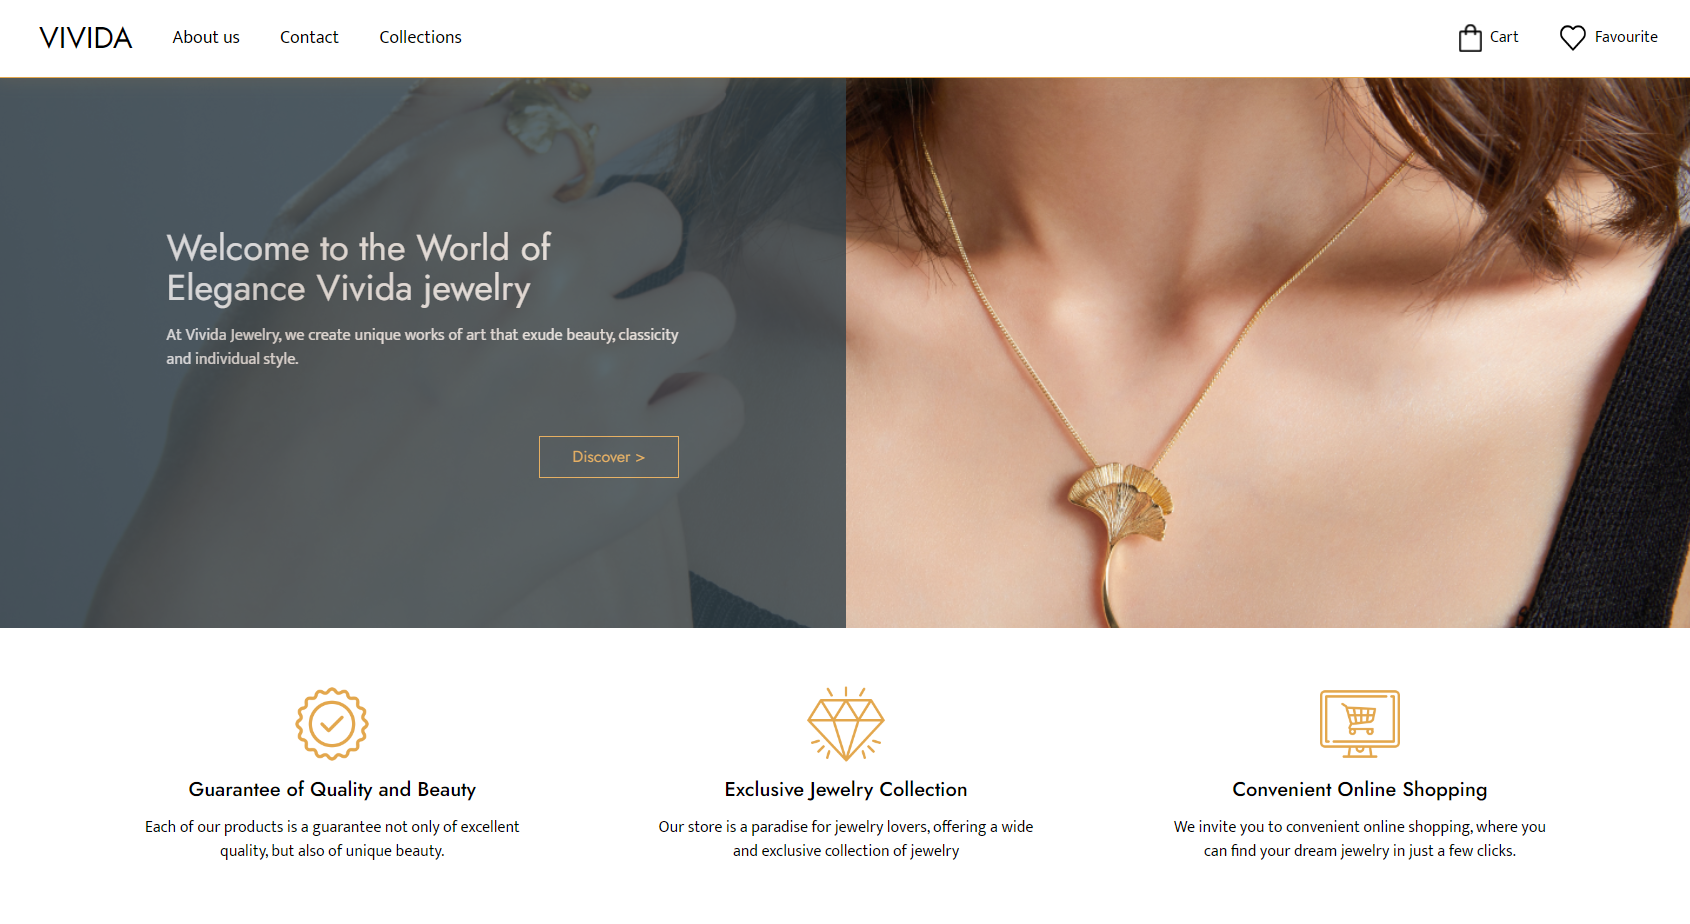 VIVIDA About us Contact Collections Cart Favourite
Welcome to the World of
Elegance Vivida jewelry
At Vivida Jewelry, we create unique works of art that exude beauty, classicity
and individual style.
Discover >
Guarantee of Quality and Beauty
Each of our products is a guarantee not only of excellent
quality, but also of unique beauty.
Exclusive Jewelry Collection
Our store is a paradise for jewelry lovers, offering a wide
and exclusive collection of jewelry
Convenient Online Shopping
We invite you to convenient online shopping, where you
can find your dream jewelry in just a few clicks.